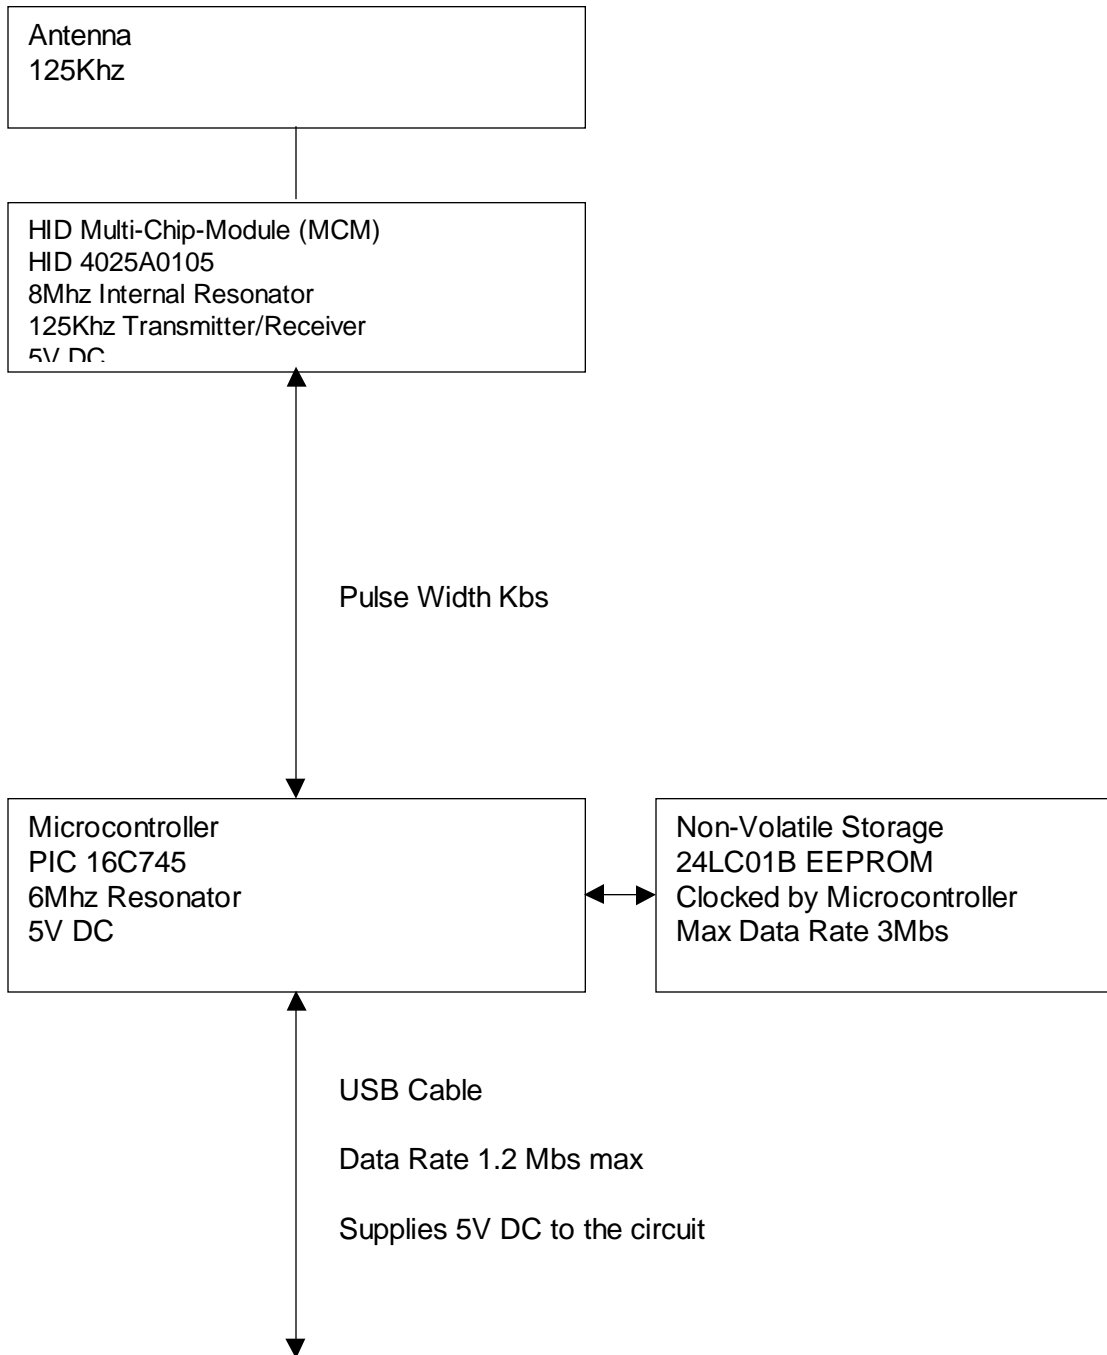 Antenna
125Khz
HID Multi-Chip-Module (MCM)
HID 4025A0105
8Mhz Internal Resonator
125Khz Transmitter/Receiver
5V DC
Pulse Width Kbs
Microcontroller
PIC 16C745
6Mhz Resonator
5V DC
Non-Volatile Storage
24LC01B EEPROM
Clocked by Microcontroller
Max Data Rate 3Mbs
USB Cable
Data Rate 1.2 Mbs max
Supplies 5V DC to the circuit